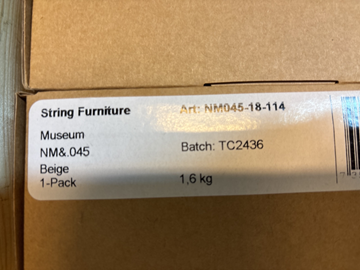 String Furniture
Art: NM045-18-114
Museum
NM&.045
Batch: TC2436
Beige
1-Pack
1,6 kg